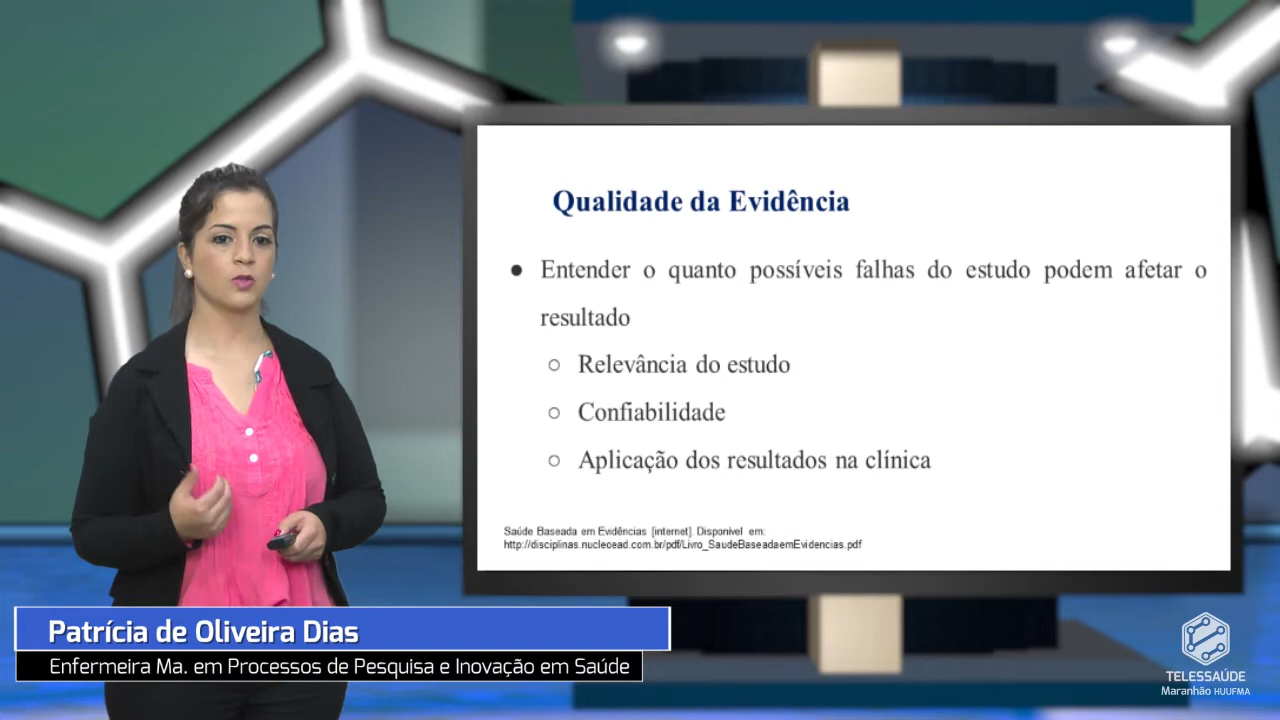 Qualidade da Evidência
● Entender o quanto possíveis falhas do estudo podem afetar o
resultado
○ Relevância do estudo
○ Confiabilidade
○ Aplicação dos resultados na clínica
Saúde Baseada em Evidências [internet]. Disponível em:
http://disciplinas.nucleoead.com.br/pdf/Livro_SaudeBaseadaemEvidencias.pdf
Patrícia de Oliveira Dias
Enfermeira Ma. em Processos de Pesquisa e Inovação em Saúde
TELESSAÚDE
Maranhão HUUFMA